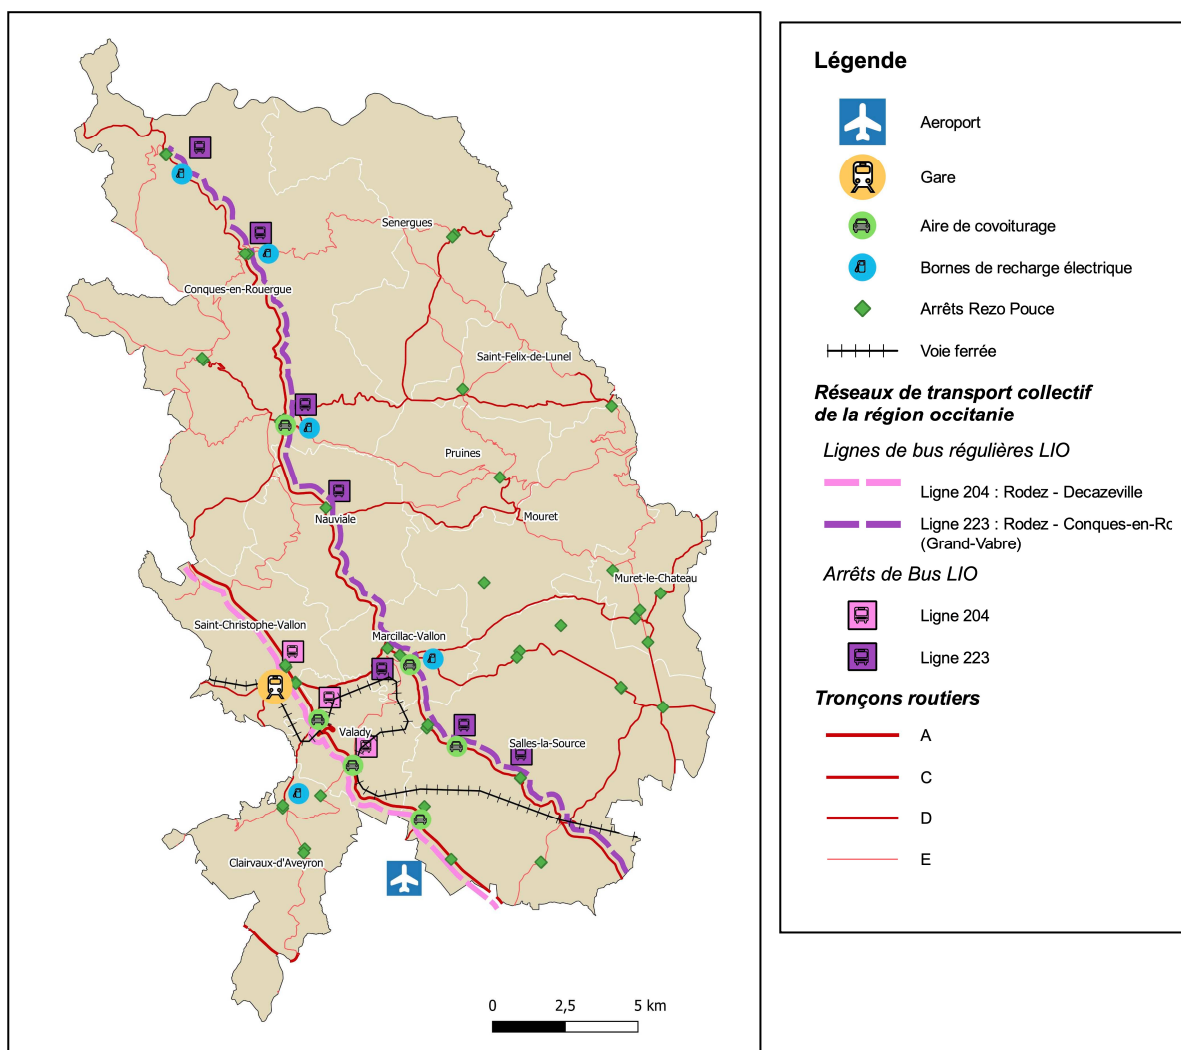 Senergues
Conques-en-Rouergue
Saint-Felix-de-Lunel
Pruines
Mouret
Nauviale
Muret-le-Chateau
Saint-Christophe-Vallon
Marcillac-Vallon
Valady
Salles-la-Source
Clairvaux-d'Aveyron
0 2,5 5 km
Légende
Aeroport
Gare
Aire de covoiturage
Bornes de recharge électrique
Arrêts Rezo Pouce
Voie ferrée
Réseaux de transport collectif
de la région occitanie
Lignes de bus régulières LIO
Ligne 204 : Rodez - Decazeville
Ligne 223 : Rodez - Conques-en-Ro
(Grand-Vabre)
Arrêts de Bus LIO
Ligne 204
Ligne 223
Tronçons routiers
A
C
D
E